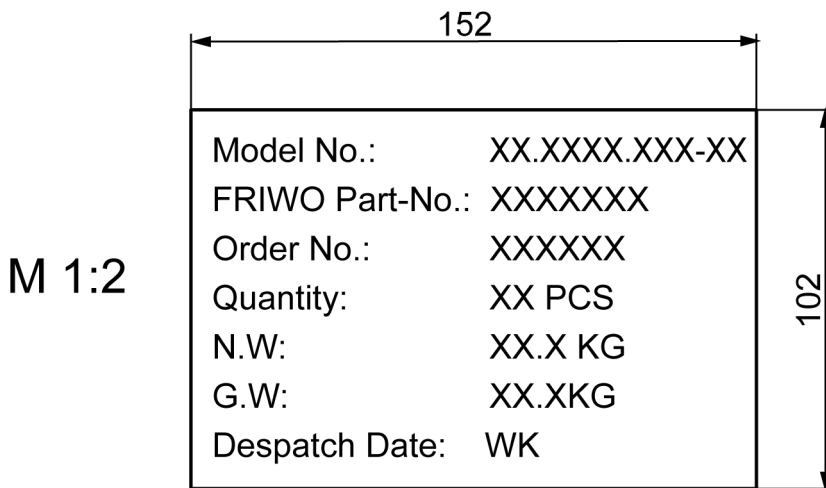 152
Model No.: XX.XXXX.XXX-XX
FRIWO Part-No.: XXXXXXX
Order No.: XXXXXX
M 1:2
Quantity: XX PCS
102
N.W: XX.X KG
G.W: XX.XKG
Despatch Date: WK